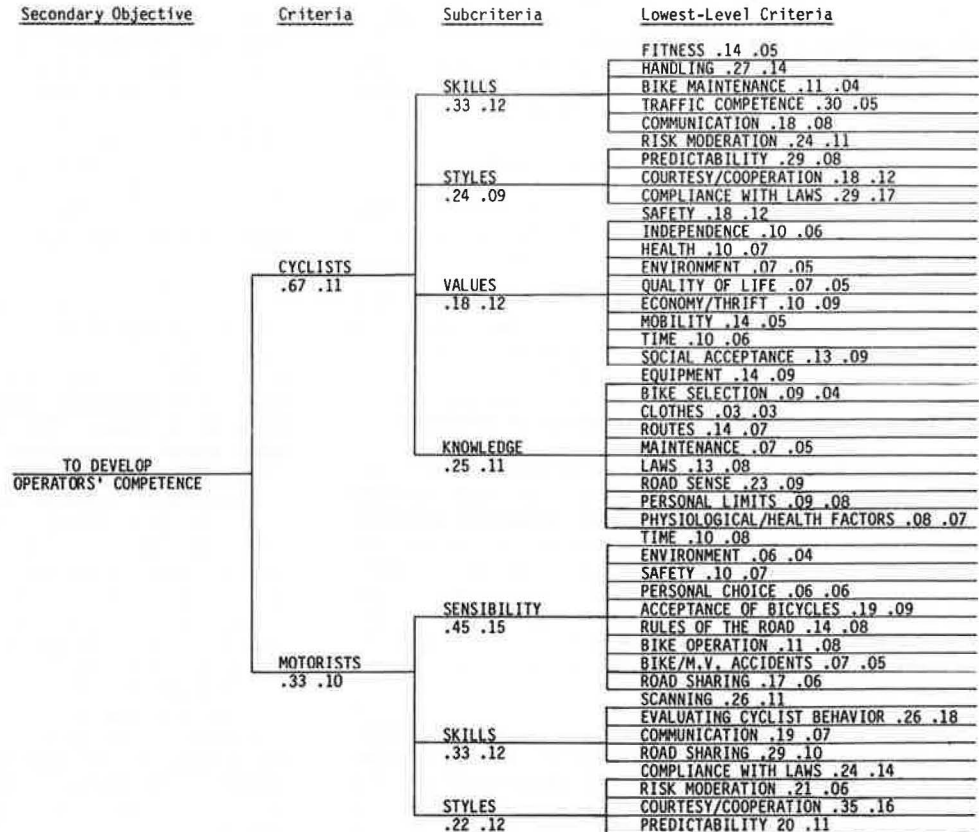 Secondary Objective Criteria Subcriteria Lowest-Level Criteria
FITNESS .14 .05
HANDLING .27 .14
SKILLS
.33 .12
BIKE MAINTENANCE .11 .04
TRAFFIC COMPETENCE .30 .05
COMMUNICATION .18 .08
RISK MODERATION .24 .11
PREDICTABILITY .29 .08
STYLES
.24 .09
COURTESY/COOPERATION .18 .12
COMPLIANCE WITH LAWS .29 .17
SAFETY .18 .12
INDEPENDENCE .10 .06
HEALTH .10 .07
CYCLISTS
.67 .11
ENVIRONMENT .07 .05
VALUES
.18 .12
QUALITY OF LIFE .07 .05
ECONOMY/THRIFT .10 .09
MOBILITY .14 .05
TIME .10 .06
SOCIAL ACCEPTANCE .13 .09
EQUIPMENT .14 .09
BIKE SELECTION .09 .04
CLOTHES .03 .03
ROUTES .14 .07
KNOWLEDGE
.25 .11
MAINTENANCE .07 .05
LAWS .13 .08
TO DEVELOP
OPERATORS' COMPETENCE
ROAD SENSE .23 .09
PERSONAL LIMITS .09 .08
PHYSIOLOGICAL/HEALTH FACTORS .08 .07
TIME .10 .08
ENVIRONMENT .06 .04
SAFETY .10 .07
PERSONAL CHOICE .06 .06
SENSIBILITY
.45 .15
ACCEPTANCE OF BICYCLES .19 .09
RULES OF THE ROAD .14 .08
BIKE OPERATION .11 .08
MOTORISTS
.33 .10
BIKE/M.V. ACCIDENTS .07 .05
ROAD SHARING .17 .06
SCANNING .26 .11
EVALUATING CYCLIST BEHAVIOR .26 .18
SKILLS
.33 .12
COMMUNICATION .19 .07
ROAD SHARING .29 .10
COMPLIANCE WITH LAWS .24 .14
RISK MODERATION .21 .06
STYLES
.22 .12
COURTESY/COOPERATION .35 .16
PREDICTABILITY 20 .11